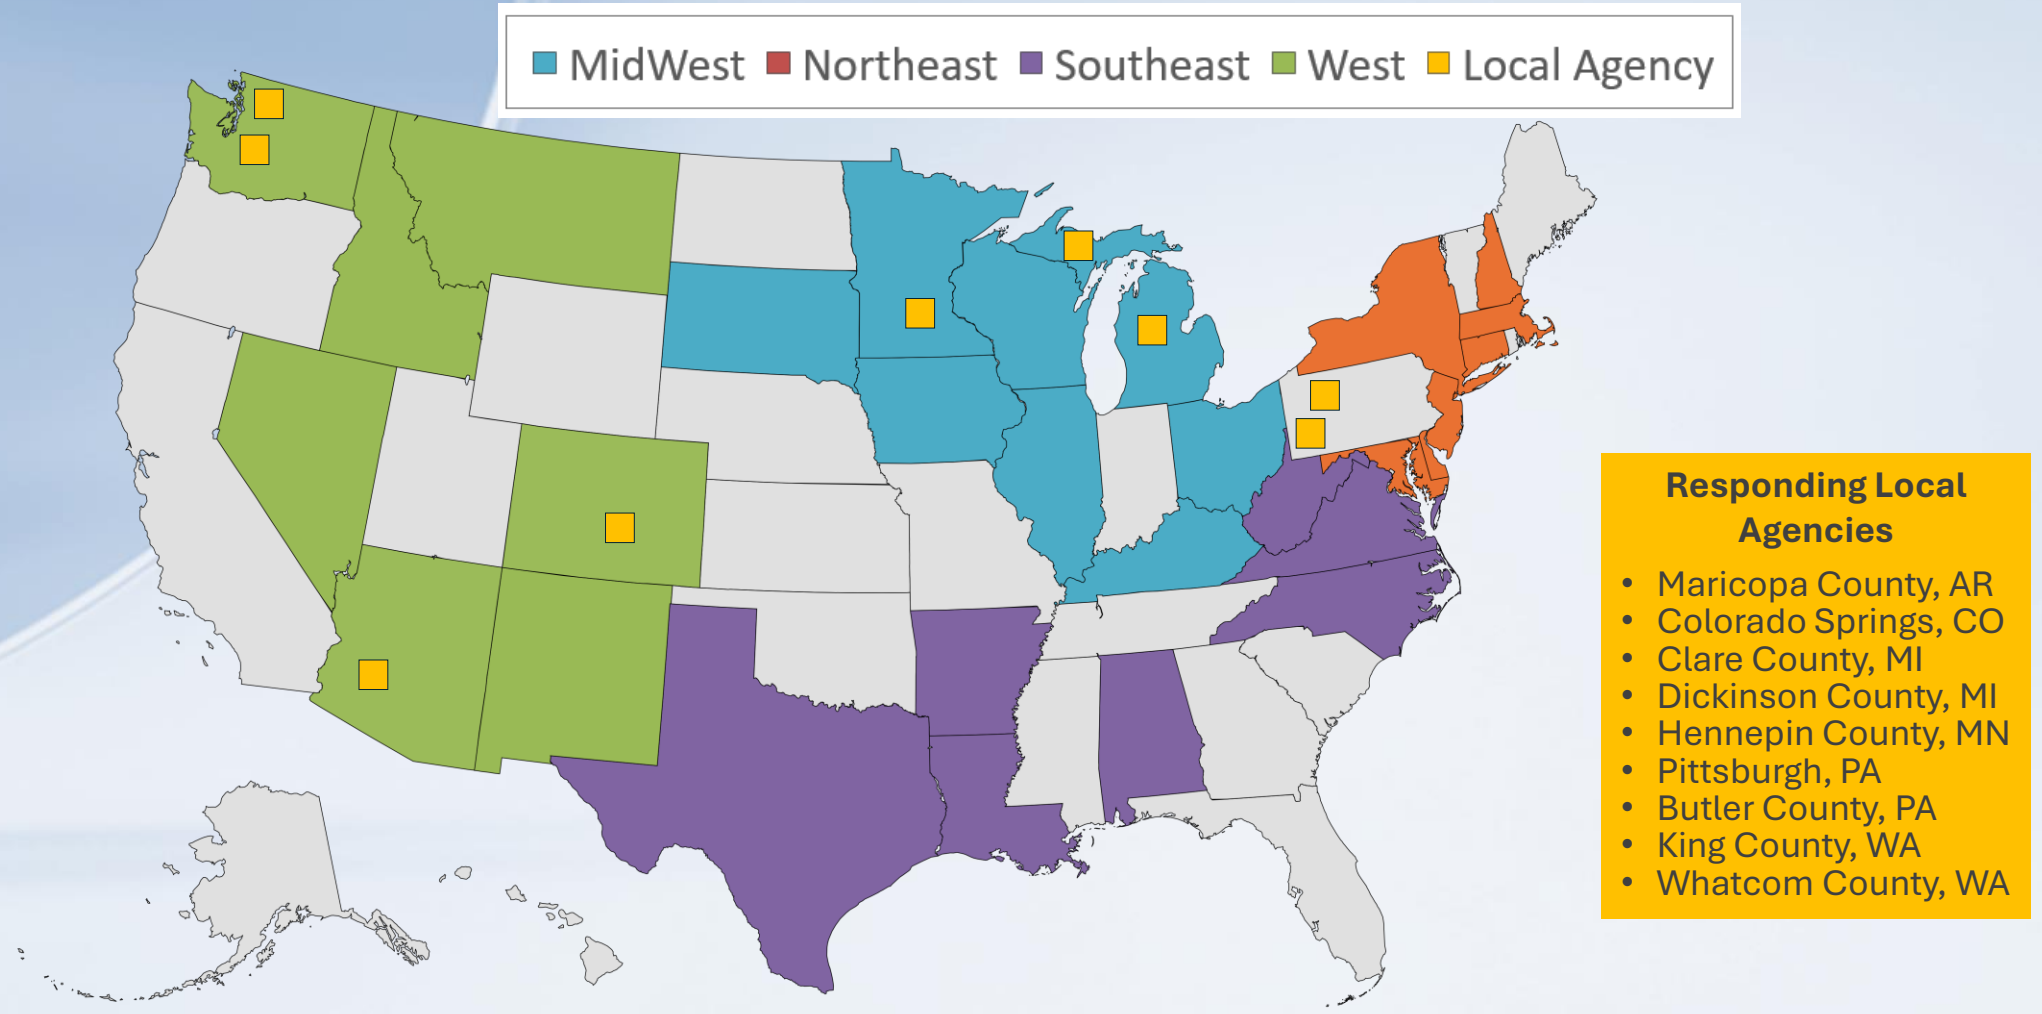 MidWest Northeast Southeast West Local Agency
Responding Local
Agencies
• Maricopa County, AR
• Colorado Springs, CO
• Clare County, MI
• Dickinson County, MI
• Hennepin County, MN
• Pittsburgh, PA
• Butler County, PA
• King County, WA
• Whatcom County, WA